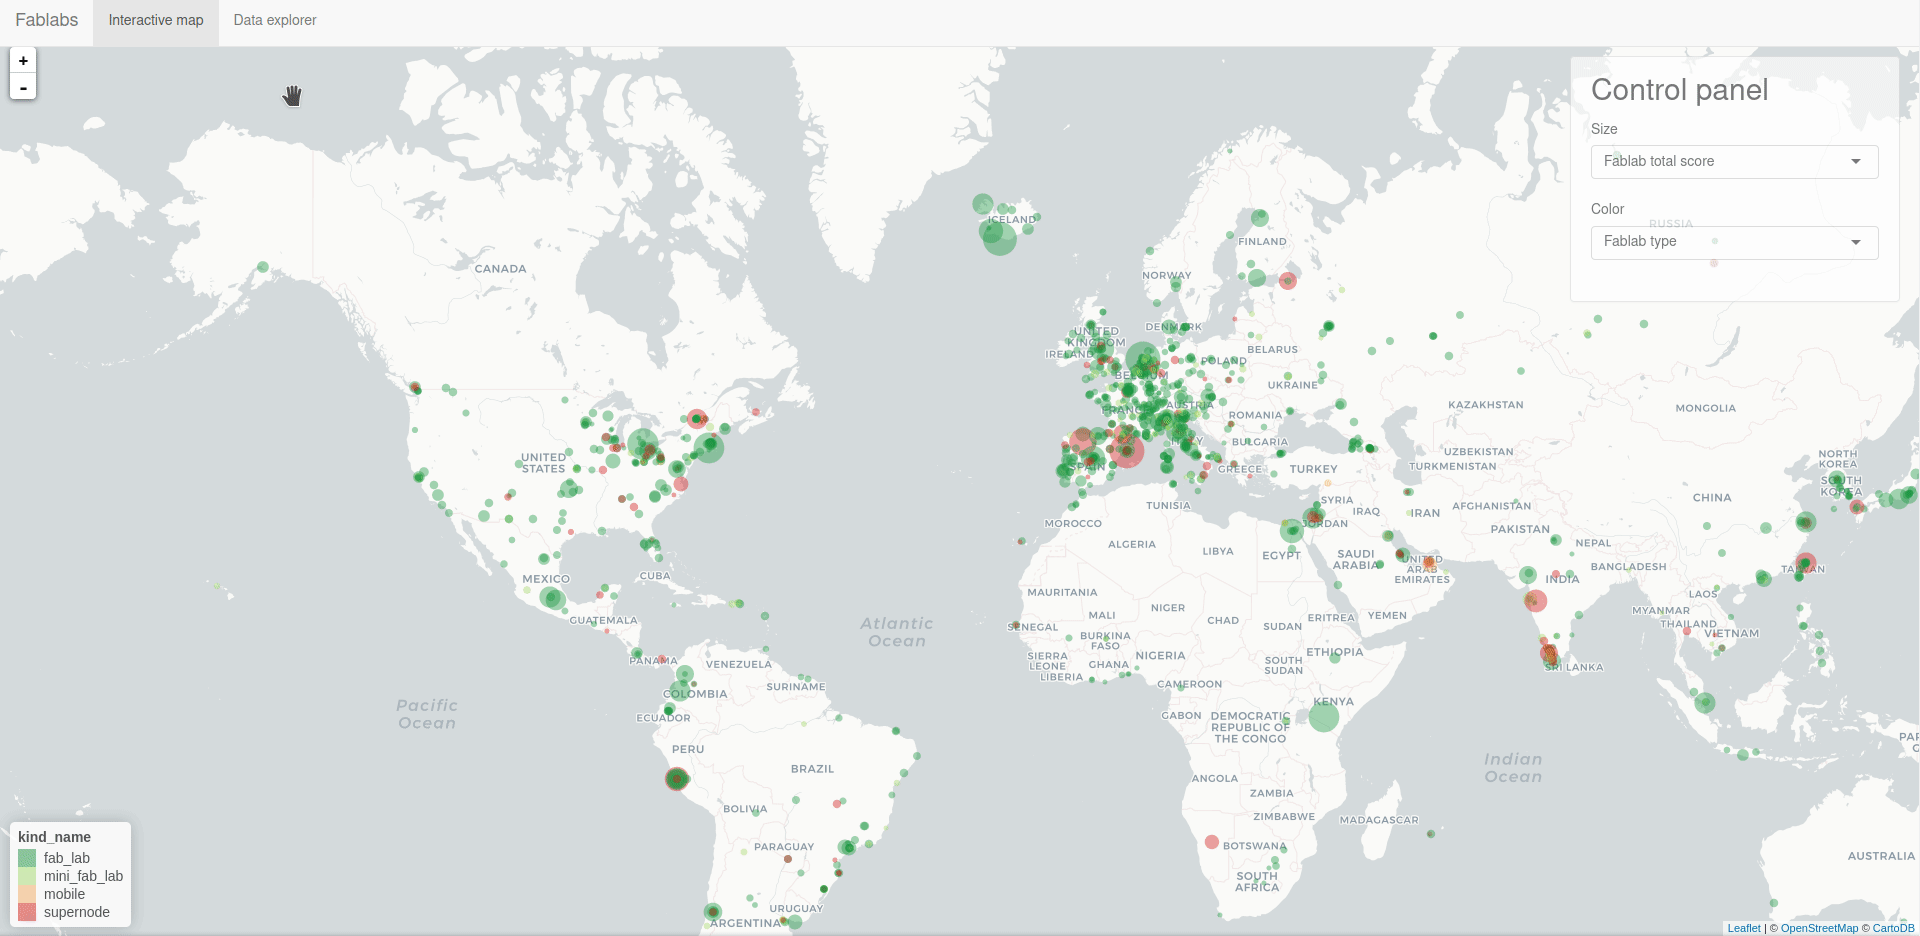 Fablabs
Interactive map
Data explorer
+
-
Control panel
Size
Fablab total score
Color
RUSSIA
Fablab type
ICELAND
FINLAND
CANADA
NORWAY
UNITED
KINGDOM
DENMARK
IRELAND
BELARUS
POLAND
BELGIUM
UKRAINE
FRANCE
AUSTRIA
ROMANIA
KAZAKHSTAN
MONGOLIA
ITALY
BULGARIA
SPAIN
GREECE
TURKEY
UZBEKISTAN
TURKMENISTAN
NORTH
KOREA
SOUTH
KOREA
UNITED
STATES
TUNISIA
SYRIA
IRAQ
IRAN
AFGHANISTAN
CHINA
MOROCCO
JORDAN
PAKISTAN
ALGERIA
LIBYA
EGYPT
SAUDI
ARABIA
NEPAL
UNITED
ARAB
EMIRATES
BANGLADESH
TAIWAN
INDIA
MEXICO
CUBA
MAURITANIA
LAOS
GUATEMALA
MALI
NIGER
CHAD
SUDAN
ERITREA
YEMEN
MYANMAR
THAILAND
VIETNAM
Atlantic
Ocean
SENEGAL
BURKINA
FASO
SIERRA
LEONE
LIBERIA
GHANA
NIGERIA
SOUTH
SUDAN
ETHIOPIA
SRI LANKA
PANAMA
VENEZUELA
SURINAME
COLOMBIA
CAMEROON
KENYA
Pacific
Ocean
ECUADOR
GABON
DEMOCRATIC
REPUBLIC OF
THE CONGO
PERU
BRAZIL
Indian
Ocean
ANGOLA
ZAMBIA
BOLIVIA
ZIMBABWE
MADAGASCAR
PARAGUAY
BOTSWANA
AUSTRALIA
SOUTH
AFRICA
URUGUAY
ARGENTINA
kind_name
fab_lab
mini_fab_lab
mobile
supernode
Leaflet | © OpenStreetMap © CartoDB